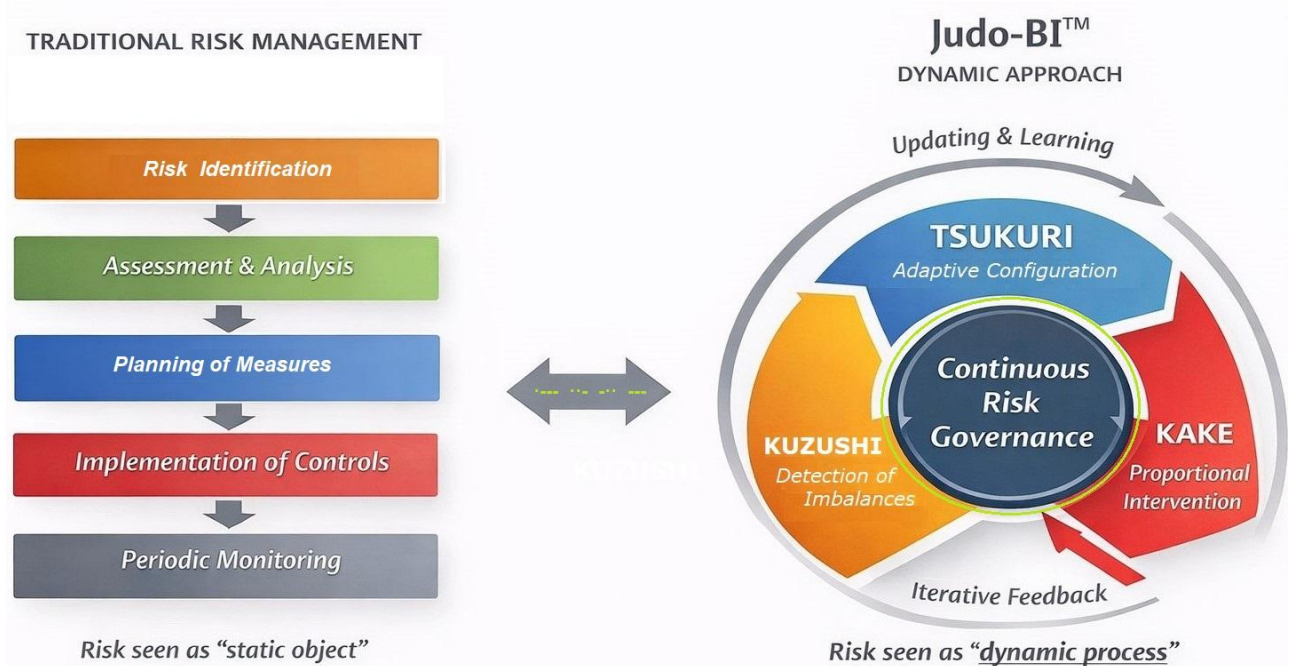 TRADITIONAL RISK MANAGEMENT
Risk Identification
Assessment & Analysis
Planning of Measures
Implementation of Controls
Periodic Monitoring
Risk seen as “static object”
·--- ··- -·· ---
KUZUSHI
Judo-BI™
DYNAMIC APPROACH
Updating & Learning
TSUKURI
Adaptive Configuration
KUZUSHI
Detection of
Imbalances
Continuous
Risk
Governance
KAKE
Proportional
Intervention
Iterative Feedback
Risk seen as “dynamic process”